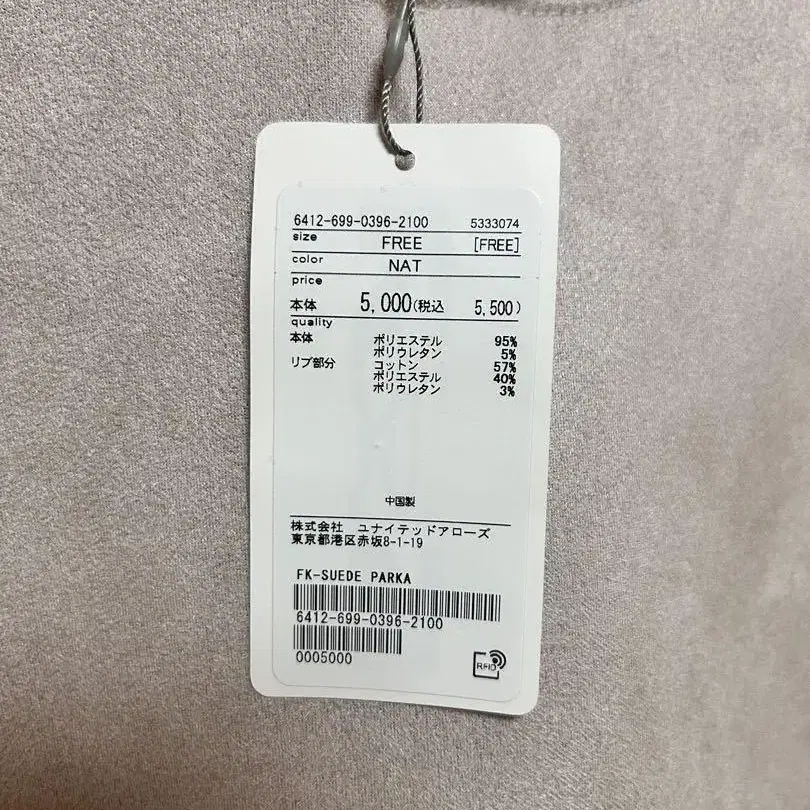 6412-699-0396-2100 5333074
size FREE [FREE]
color NAT
price
本体 5,000(税込 5,500)
quality
本体 ポリエステル 95%
ポリウレタン 5%
リブ部分 コットン 57%
ポリエステル 40%
ポリウレタン 3%
中国製
株式会社 ユナイテッドアローズ
東京都港区赤坂8-1-19
FK-SUEDE PARKA
6412-699-0396-2100
0005000
RFID